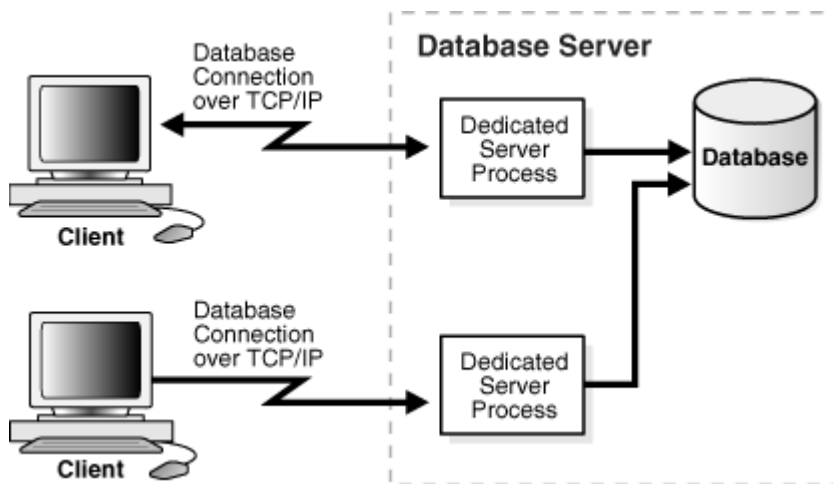 Database
Connection
over TCP/IP
Database Server
Dedicated
Server
Process
Database
Client
Database
Connection
over TCP/IP
Dedicated
Server
Process
Client